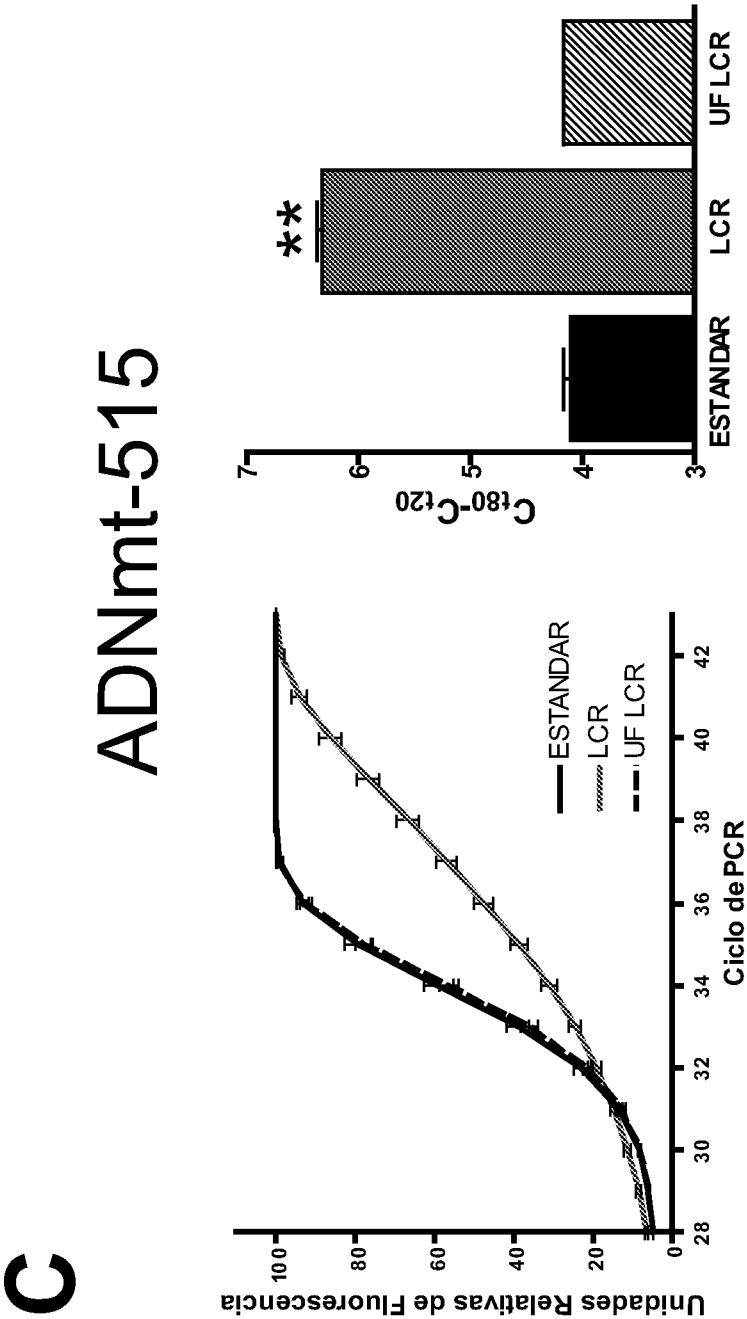 C
ADNmt-515
Unidades Relativas de Fluorescencia
100
80
60
40
20
0
28
30
32
34
36
38
40
42
Ciclo de PCR
ESTANDAR
LCR
UF LCR
Ct80-Ct20
7
6
5
4
3
**
ESTANDAR
LCR
UF LCR